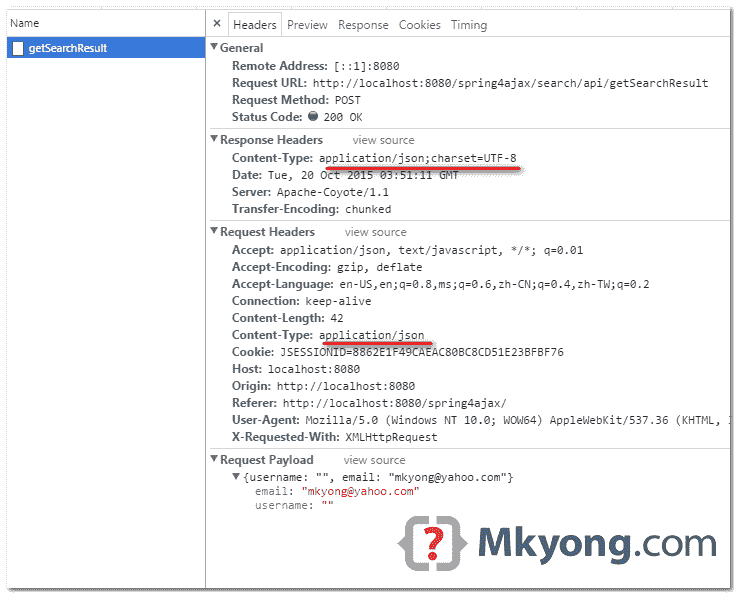 Name
× Headers Preview Response Cookies Timing
getSearchResult
General
Remote Address: [::1]:8080
Request URL: http://localhost:8080/spring4ajax/search/api/getSearchResult
Request Method: POST
Status Code: 200 OK
Response Headers view source
Content-Type: application/json;charset=UTF-8
Date: Tue, 20 Oct 2015 03:51:11 GMT
Server: Apache-Coyote/1.1
Transfer-Encoding: chunked
Request Headers view source
Accept: application/json, text/javascript, */*; q=0.01
Accept-Encoding: gzip, deflate
Accept-Language: en-US,en;q=0.8,ms;q=0.6,zh-CN;q=0.4,zh-TW;q=0.2
Connection: keep-alive
Content-Length: 42
Content-Type: application/json
Cookie: JSESSIONID=8862E1F49CAEAC80BC8CD51E23BFBF76
Host: localhost:8080
Origin: http://localhost:8080
Referer: http://localhost:8080/spring4ajax/
User-Agent: Mozilla/5.0 (Windows NT 10.0; WOW64) AppleWebKit/537.36 (KHTML,
X-Requested-With: XMLHttpRequest
Request Payload view source
{username: "", email: "mkyong@yahoo.com"}
email: "mkyong@yahoo.com"
username: ""
{?} Mkyong.com